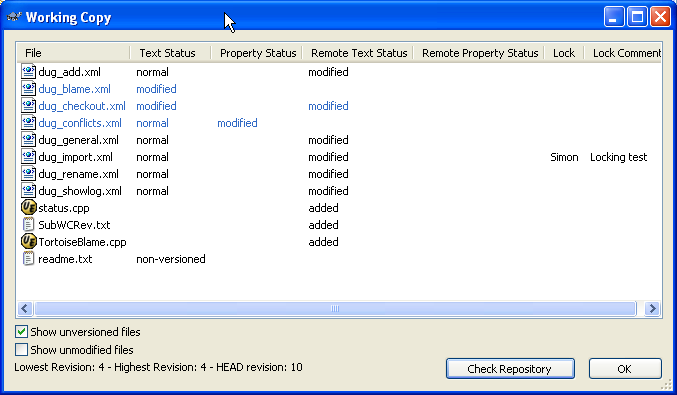 Working Copy
File Text Status Property Status Remote Text Status Remote Property Status Lock Lock Comment
dug_add.xml normal modified
dug_blame.xml modified
dug_checkout.xml modified modified
dug_conflicts.xml normal modified
dug_general.xml normal modified
dug_import.xml normal modified Simon Locking test
dug_rename.xml normal modified
dug_showlog.xml normal modified
status.cpp added
SubWCRev.txt added
TortoiseBlame.cpp added
readme.txt non-versioned
Show unversioned files
Show unmodified files
Lowest Revision: 4 - Highest Revision: 4 - HEAD revision: 10
Check Repository OK